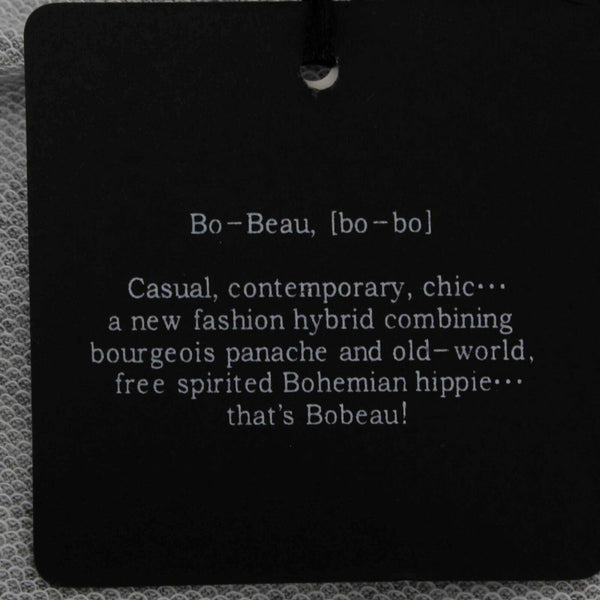 Bo-Beau, [bo-bo]
Casual, contemporary, chic···
a new fashion hybrid combining
bourgeois panache and old-world,
free spirited Bohemian hippie···
that's Bobeau!